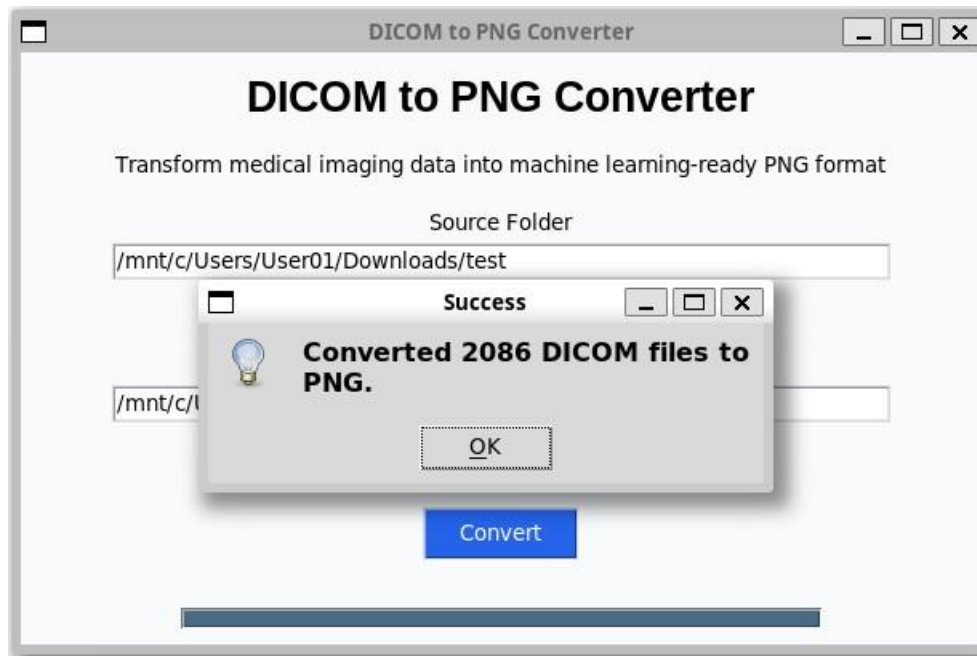 DICOM to PNG Converter
DICOM to PNG Converter
Transform medical imaging data into machine learning-ready PNG format
Source Folder
/mnt/c/Users/User01/Downloads/test
Success
Converted 2086 DICOM files to
PNG.
/mnt/c/
OK
Convert